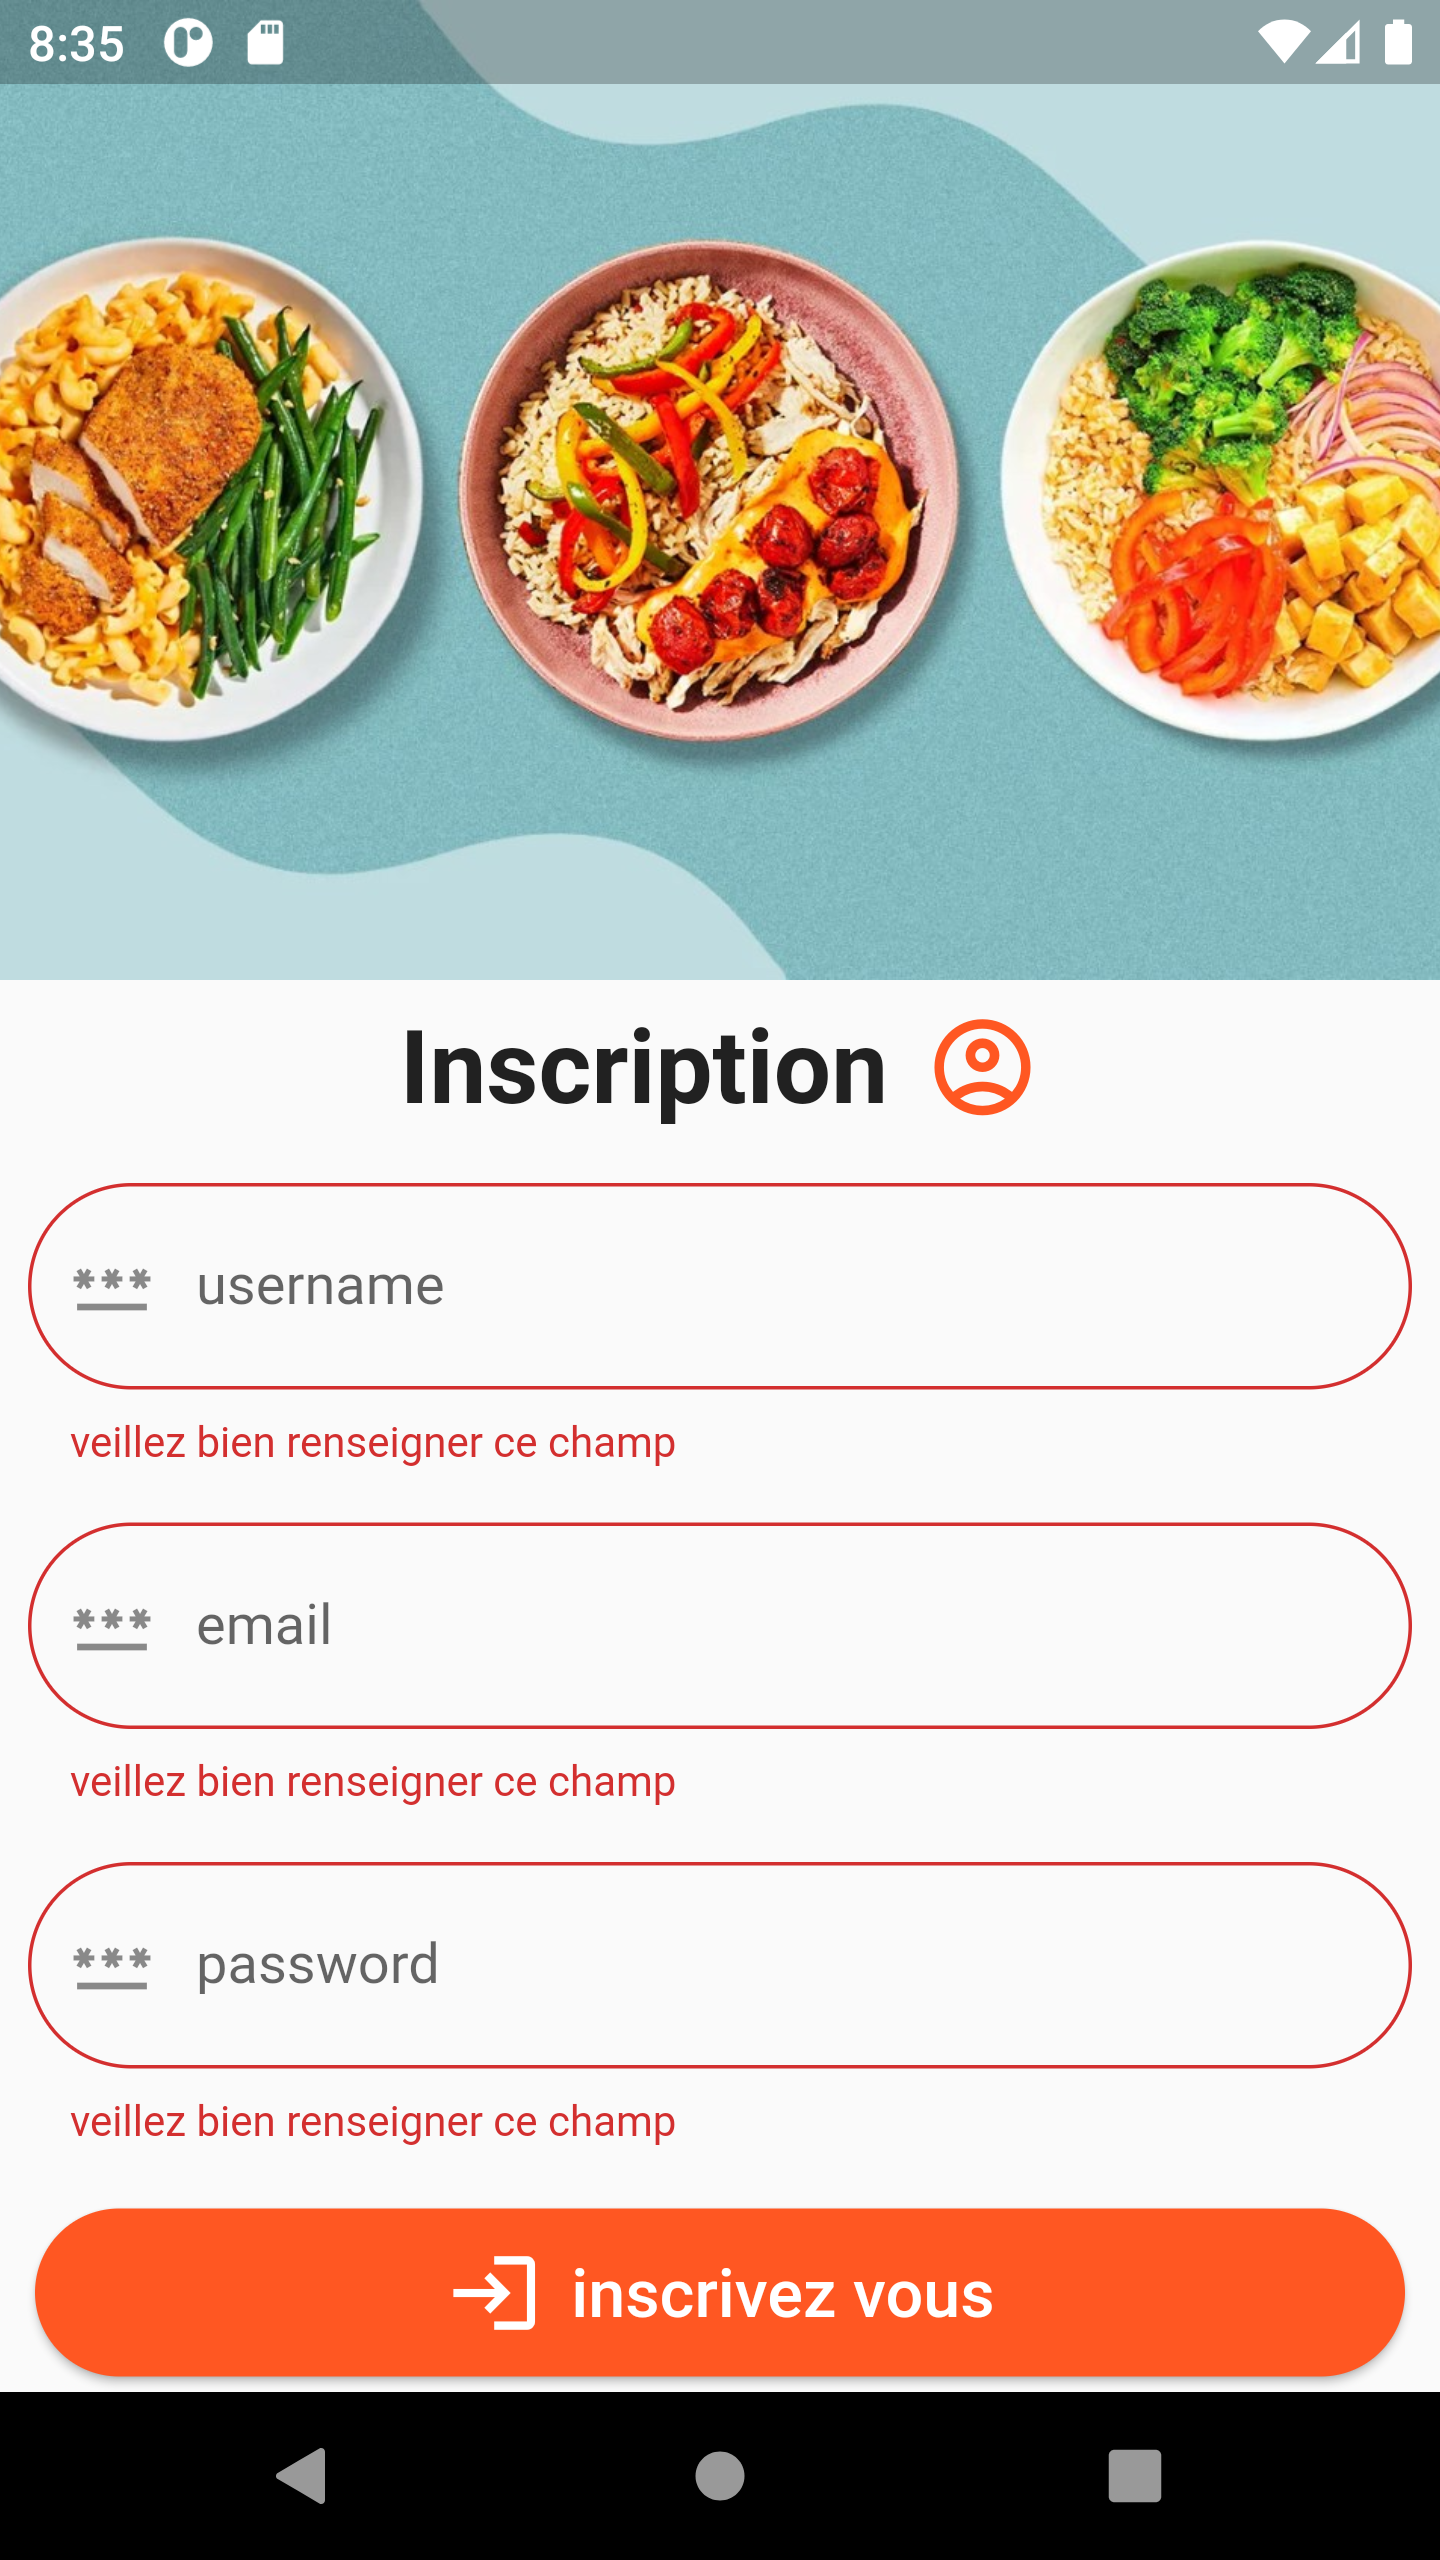 8:35
Inscription
username
veillez bien renseigner ce champ
email
veillez bien renseigner ce champ
password
veillez bien renseigner ce champ
inscrivez vous